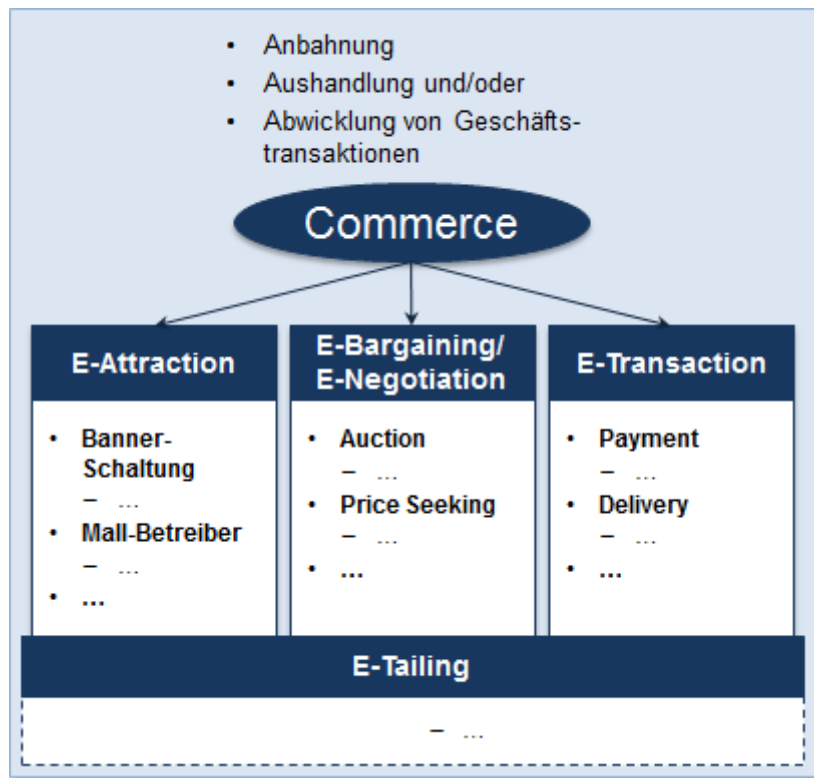 • Anbahnung
• Aushandlung und/oder
• Abwicklung von Geschäfts-
transaktionen
Commerce
E-Attraction
• Banner-
Schaltung
– ...
• Mall-Betreiber
– ...
• ...
E-Bargaining/
E-Negotiation
• Auction
– ...
• Price Seeking
– ...
• ...
E-Transaction
• Payment
– ...
• Delivery
– ...
• ...
E-Tailing
– ...